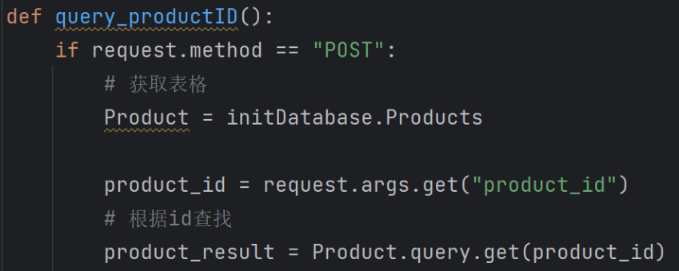 def query_productID():
if request.method == "POST":
# 获取表格
Product = initDatabase.Products
product_id = request.args.get("product_id")
# 根据id查找
product_result = Product.query.get(product_id)